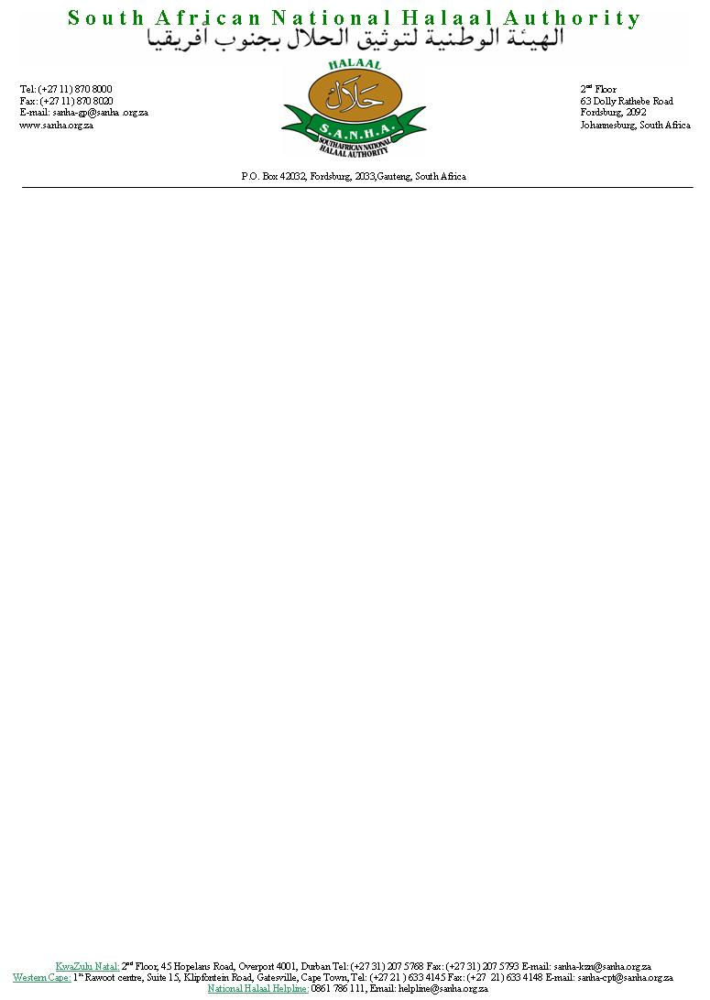 South African National Halaal Authority
الهيئة الوطنية لتوثيق الحلال بجنوب أفريقيا
Tel: (+27 11) 870 8000
Fax: (+27 11) 870 8020
E-mail: sanha-gp@sanha .org.za
www.sanha.org.za
HALAAL
حلال
S.A.N.H.A.
SOUTH AFRICAN NATIONAL
HALAAL AUTHORITY
2nd Floor
63 Dolly Rathebe Road
Fordsburg, 2092
Johannesburg, South Africa
P.O. Box 42032, Fordsburg, 2033,Gauteng, South Africa
KwaZulu Natal: 2nd Floor, 45 Hopelans Road, Overport 4001, Durban Tel: (+27 31) 207 5768 Fax: (+27 31) 207 5793 E-mail: sanha-kzn@sanha.org.za
Western Cape: 1st Rawoot centre, Suite 15, Klipfontein Road, Gatesville, Cape Town, Tel: (+27 21 ) 633 4145 Fax: (+27 21) 633 4148 E-mail: sanha-cpt@sanha.org.za
National Halaal Helpline: 0861 786 111, Email: helpline@sanha.org.za